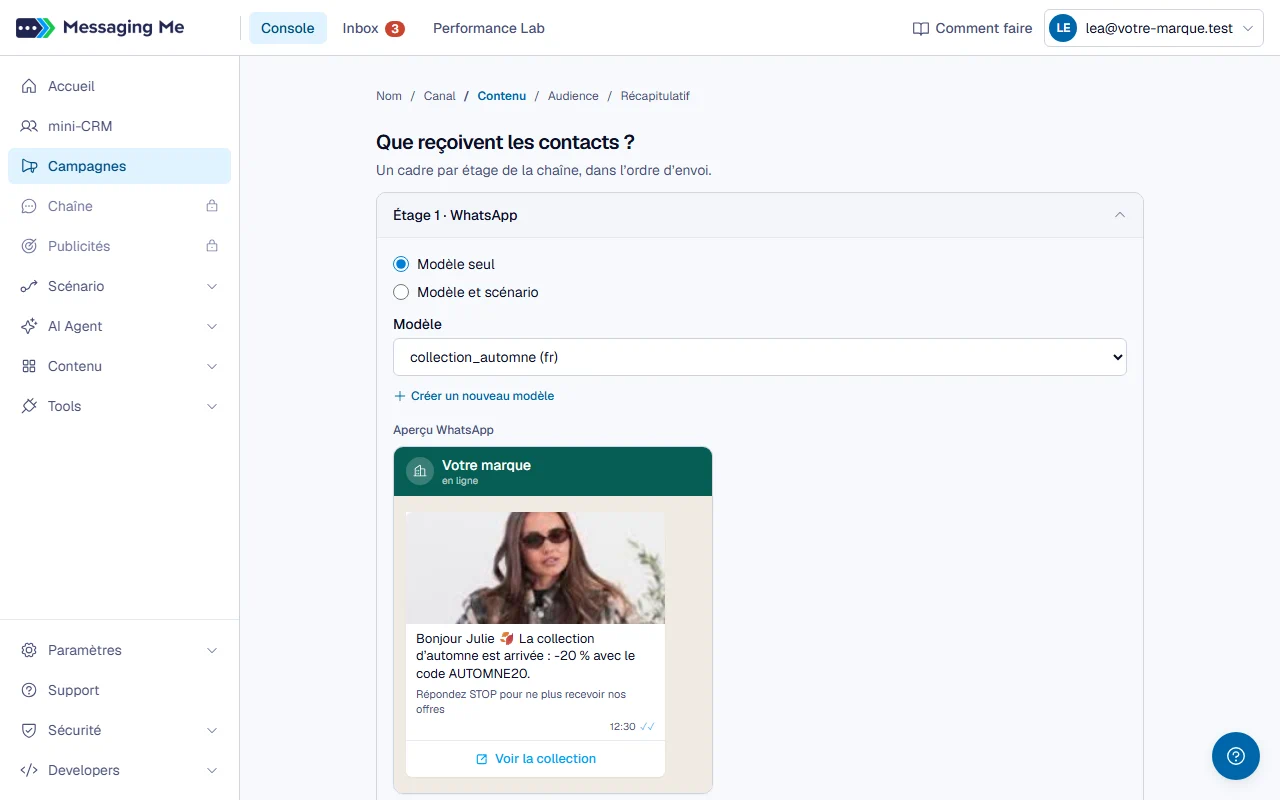 Messaging Me
Console
Inbox 3
Performance Lab
Comment faire
LE lea@votre-marque.test
Accueil
mini-CRM
Campagnes
Chaîne
Publicités
Scénario
AI Agent
Contenu
Tools
Paramètres
Support
Sécurité
Developers
Nom / Canal / Contenu / Audience / Récapitulatif
Que reçoivent les contacts ?
Un cadre par étage de la chaîne, dans l'ordre d'envoi.
Étage 1 · WhatsApp
Modèle seul
Modèle et scénario
Modèle
collection_automne (fr)
+ Créer un nouveau modèle
Aperçu WhatsApp
Votre marque
en ligne
Bonjour Julie 🍂 La collection
d'automne est arrivée : -20 % avec le
code AUTOMNE20.
Répondez STOP pour ne plus recevoir nos
offres
12:30
Voir la collection